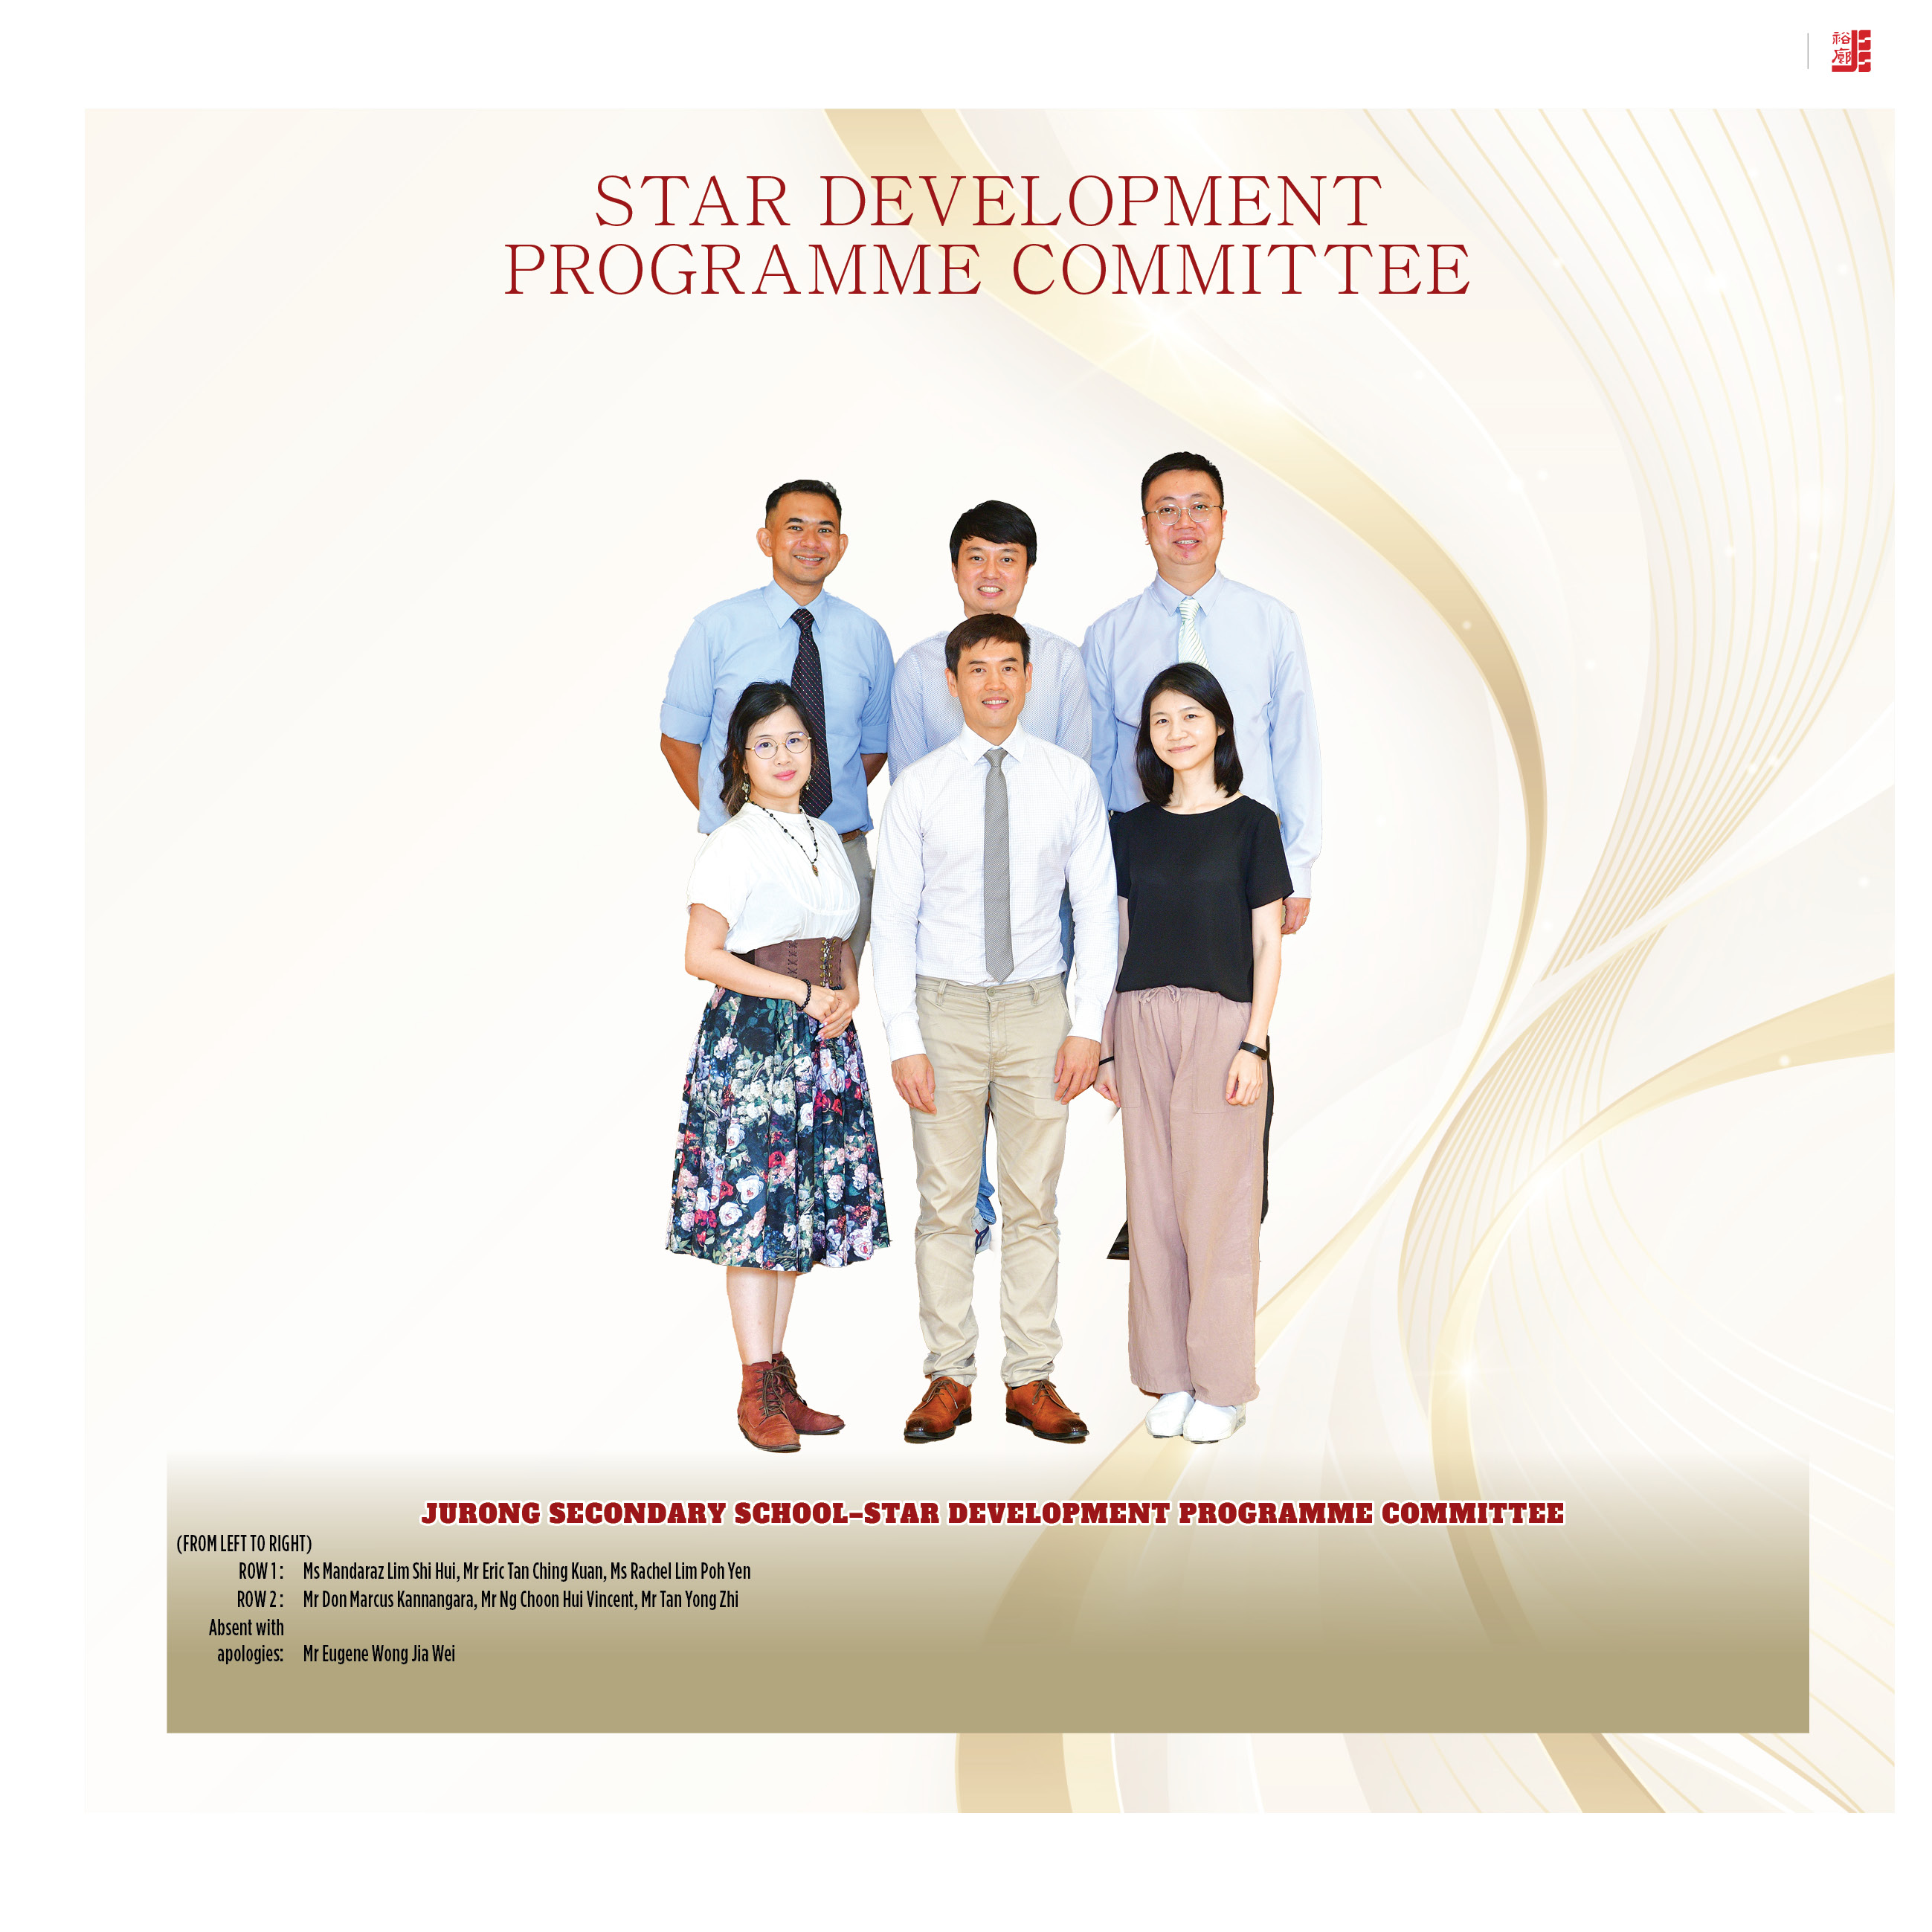 裕
廊
STAR DEVELOPMENT
PROGRAMME COMMITTEE
JURONG SECONDARY SCHOOL–STAR DEVELOPMENT PROGRAMME COMMITTEE
(FROM LEFT TO RIGHT)
ROW 1 : Ms Mandaraz Lim Shi Hui, Mr Eric Tan Ching Kuan, Ms Rachel Lim Poh Yen
ROW 2 : Mr Don Marcus Kannangara, Mr Ng Choon Hui Vincent, Mr Tan Yong Zhi
Absent with
apologies: Mr Eugene Wong Jia Wei